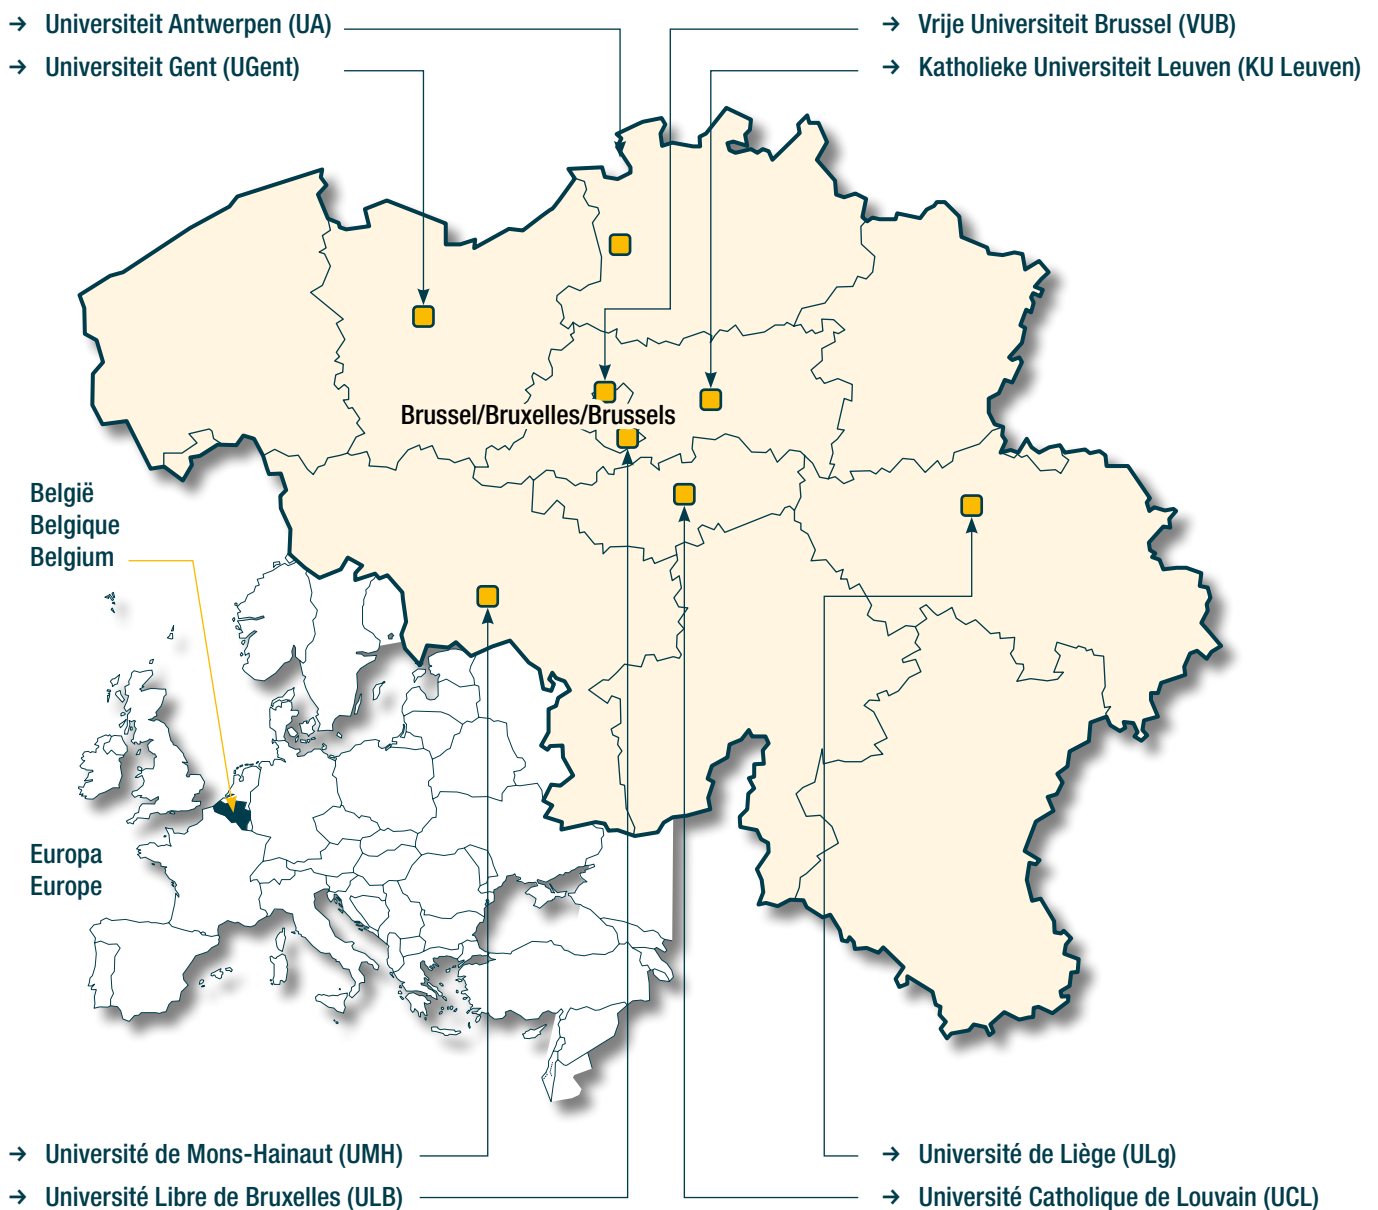 → Universiteit Antwerpen (UA)
→ Universiteit Gent (UGent)
→ Vrije Universiteit Brussel (VUB)
→ Katholieke Universiteit Leuven (KU Leuven)
Brussel/Bruxelles/Brussels
België
Belgique
Belgium
Europa
Europe
→ Université de Mons-Hainaut (UMH)
→ Université Libre de Bruxelles (ULB)
→ Université de Liège (ULg)
→ Université Catholique de Louvain (UCL)